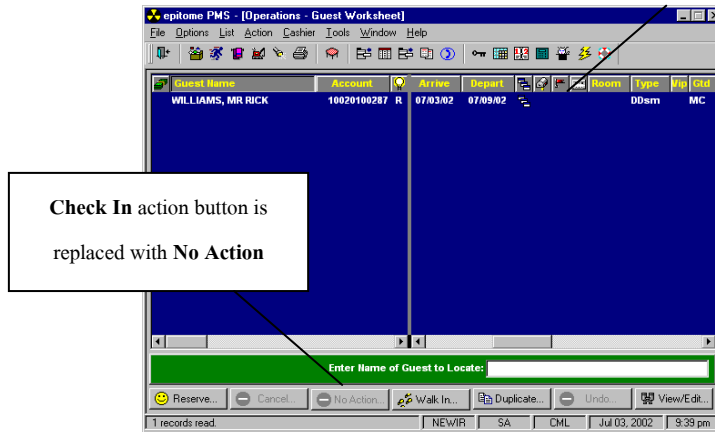 epitome PMS - [Operations - Guest Worksheet]
File Options List Action Cashier Tools Window Help
Guest Name Account Arrive Depart Room Type Vip Gtd
WILLIAMS, MR RICK 10020100287 R 07/03/02 07/09/02 DDsm MC
Check In action button is
replaced with No Action
Enter Name of Guest to Locate:
Reserve... Cancel... No Action... Walk In... Duplicate... Undo... View/Edit...
1 records read. NEWIR SA CML Jul 03, 2002 9:39 pm